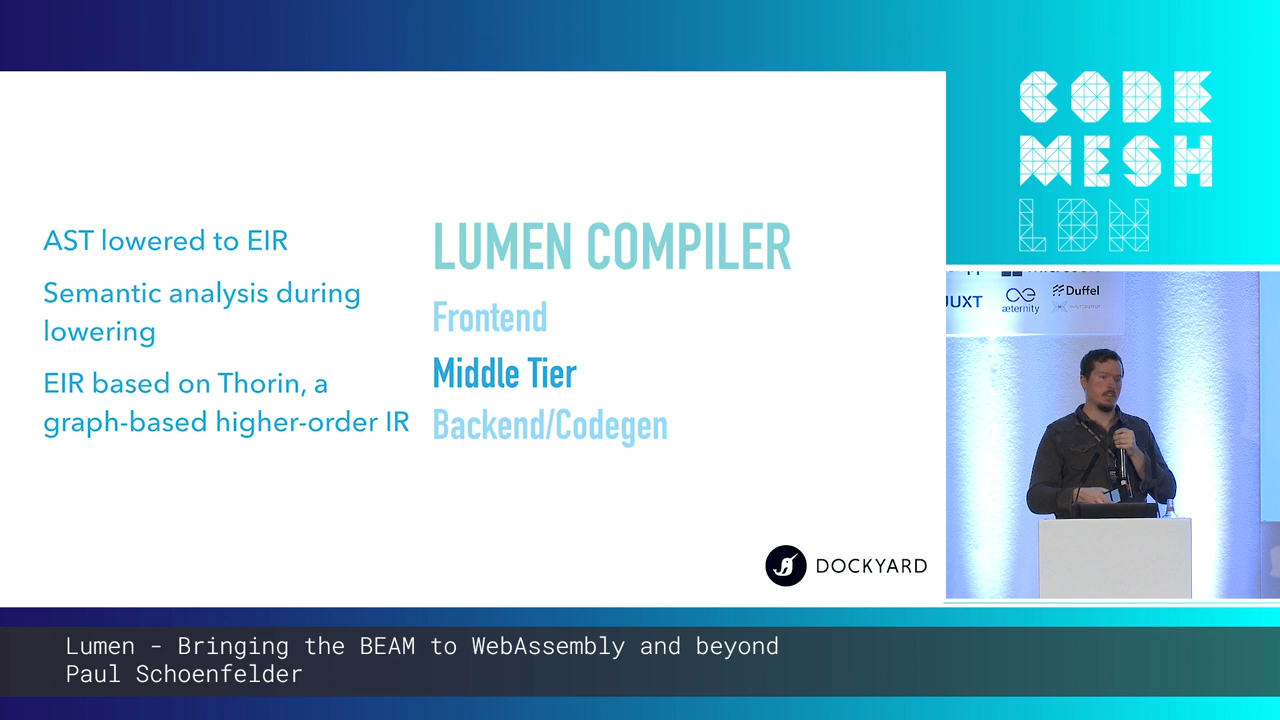 CODE
MESH
LDN
AST lowered to EIR
Semantic analysis during
lowering
EIR based on Thorin, a
graph-based higher-order IR
LUMEN COMPILER
Frontend
Middle Tier
Backend/Codegen
DOCKYARD
Duffel
æternity
Lumen - Bringing the BEAM to WebAssembly and beyond
Paul Schoenfelder